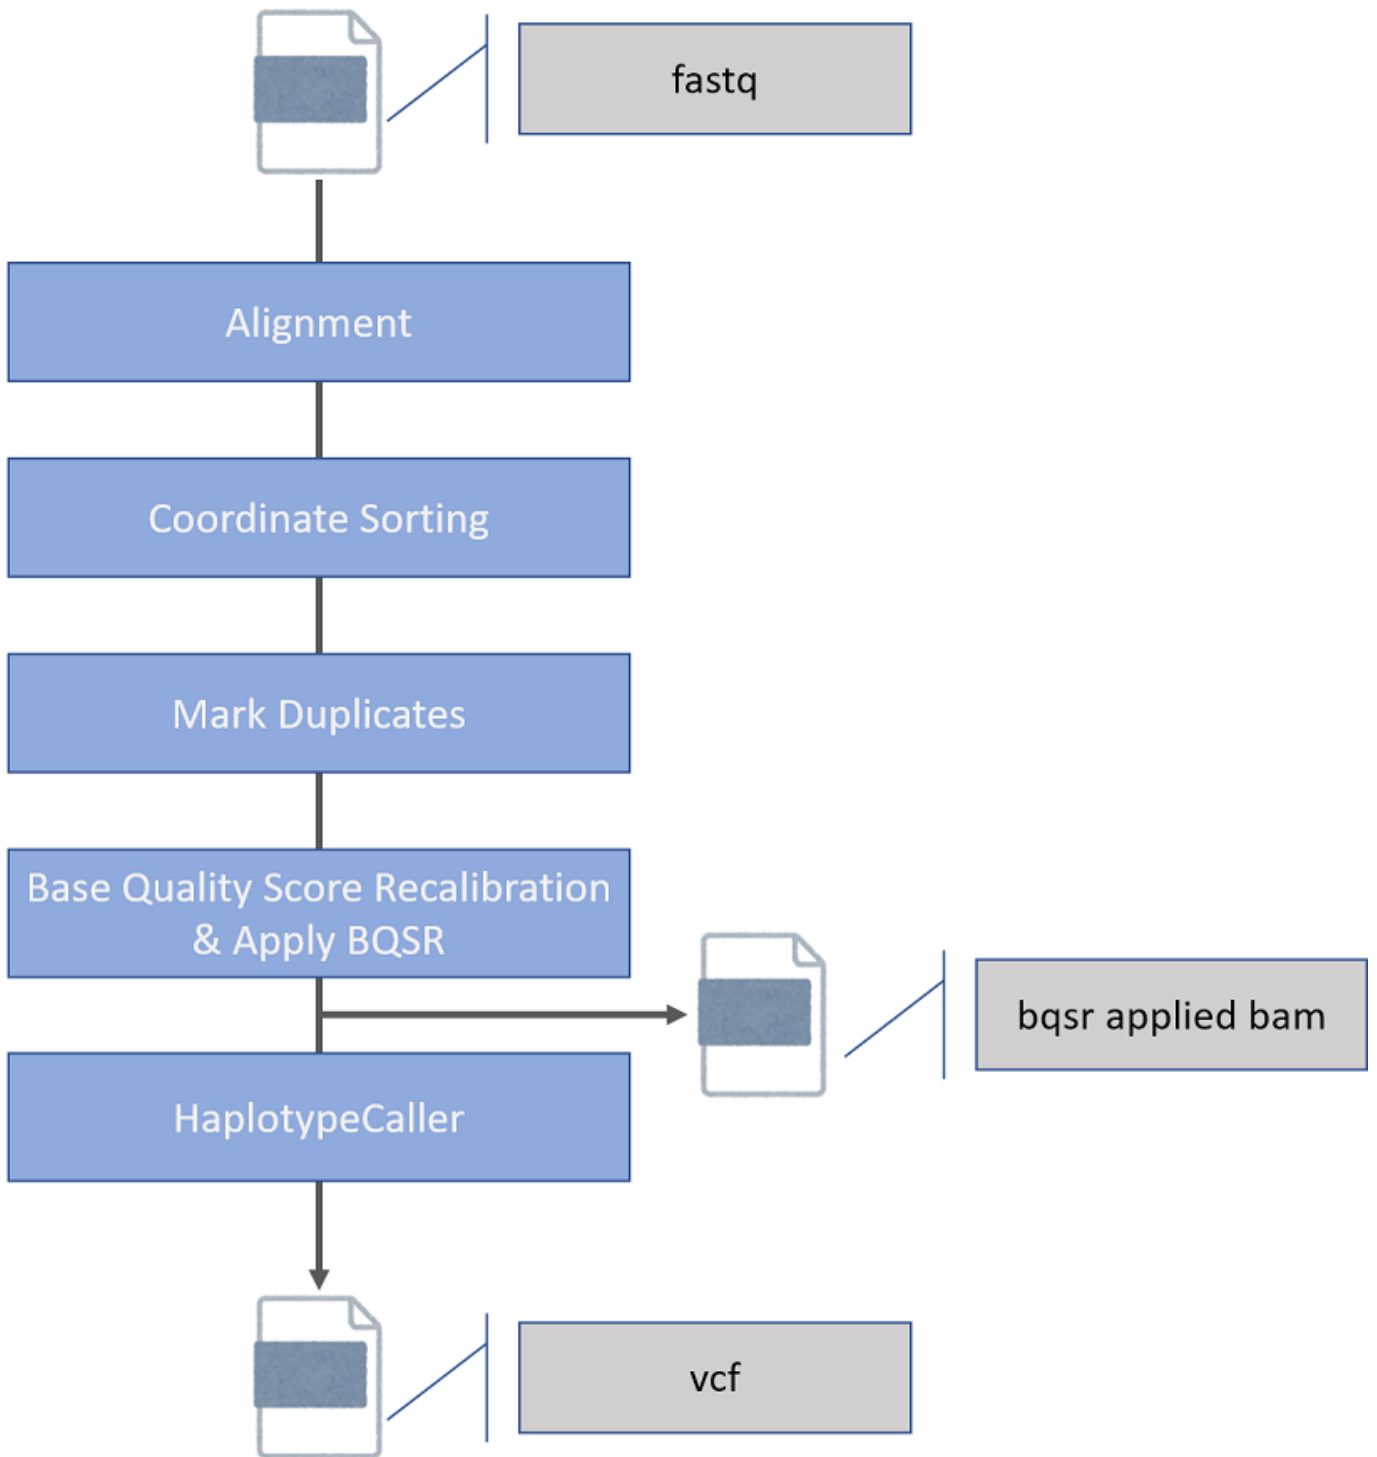 fastq
Alignment
Coordinate Sorting
Mark Duplicates
Base Quality Score Recalibration
& Apply BQSR
bqsr applied bam
HaplotypeCaller
vcf